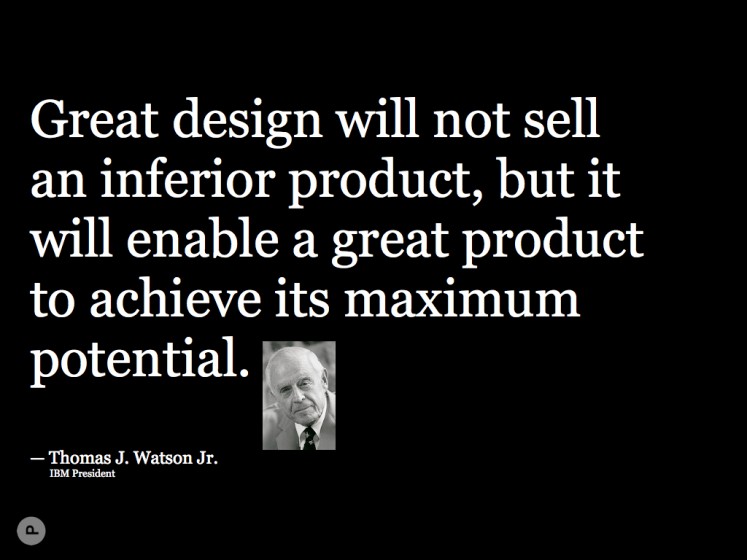 Great design will not sell
an inferior product, but it
will enable a great product
to achieve its maximum
potential.
— Thomas J. Watson Jr.
IBM President
P